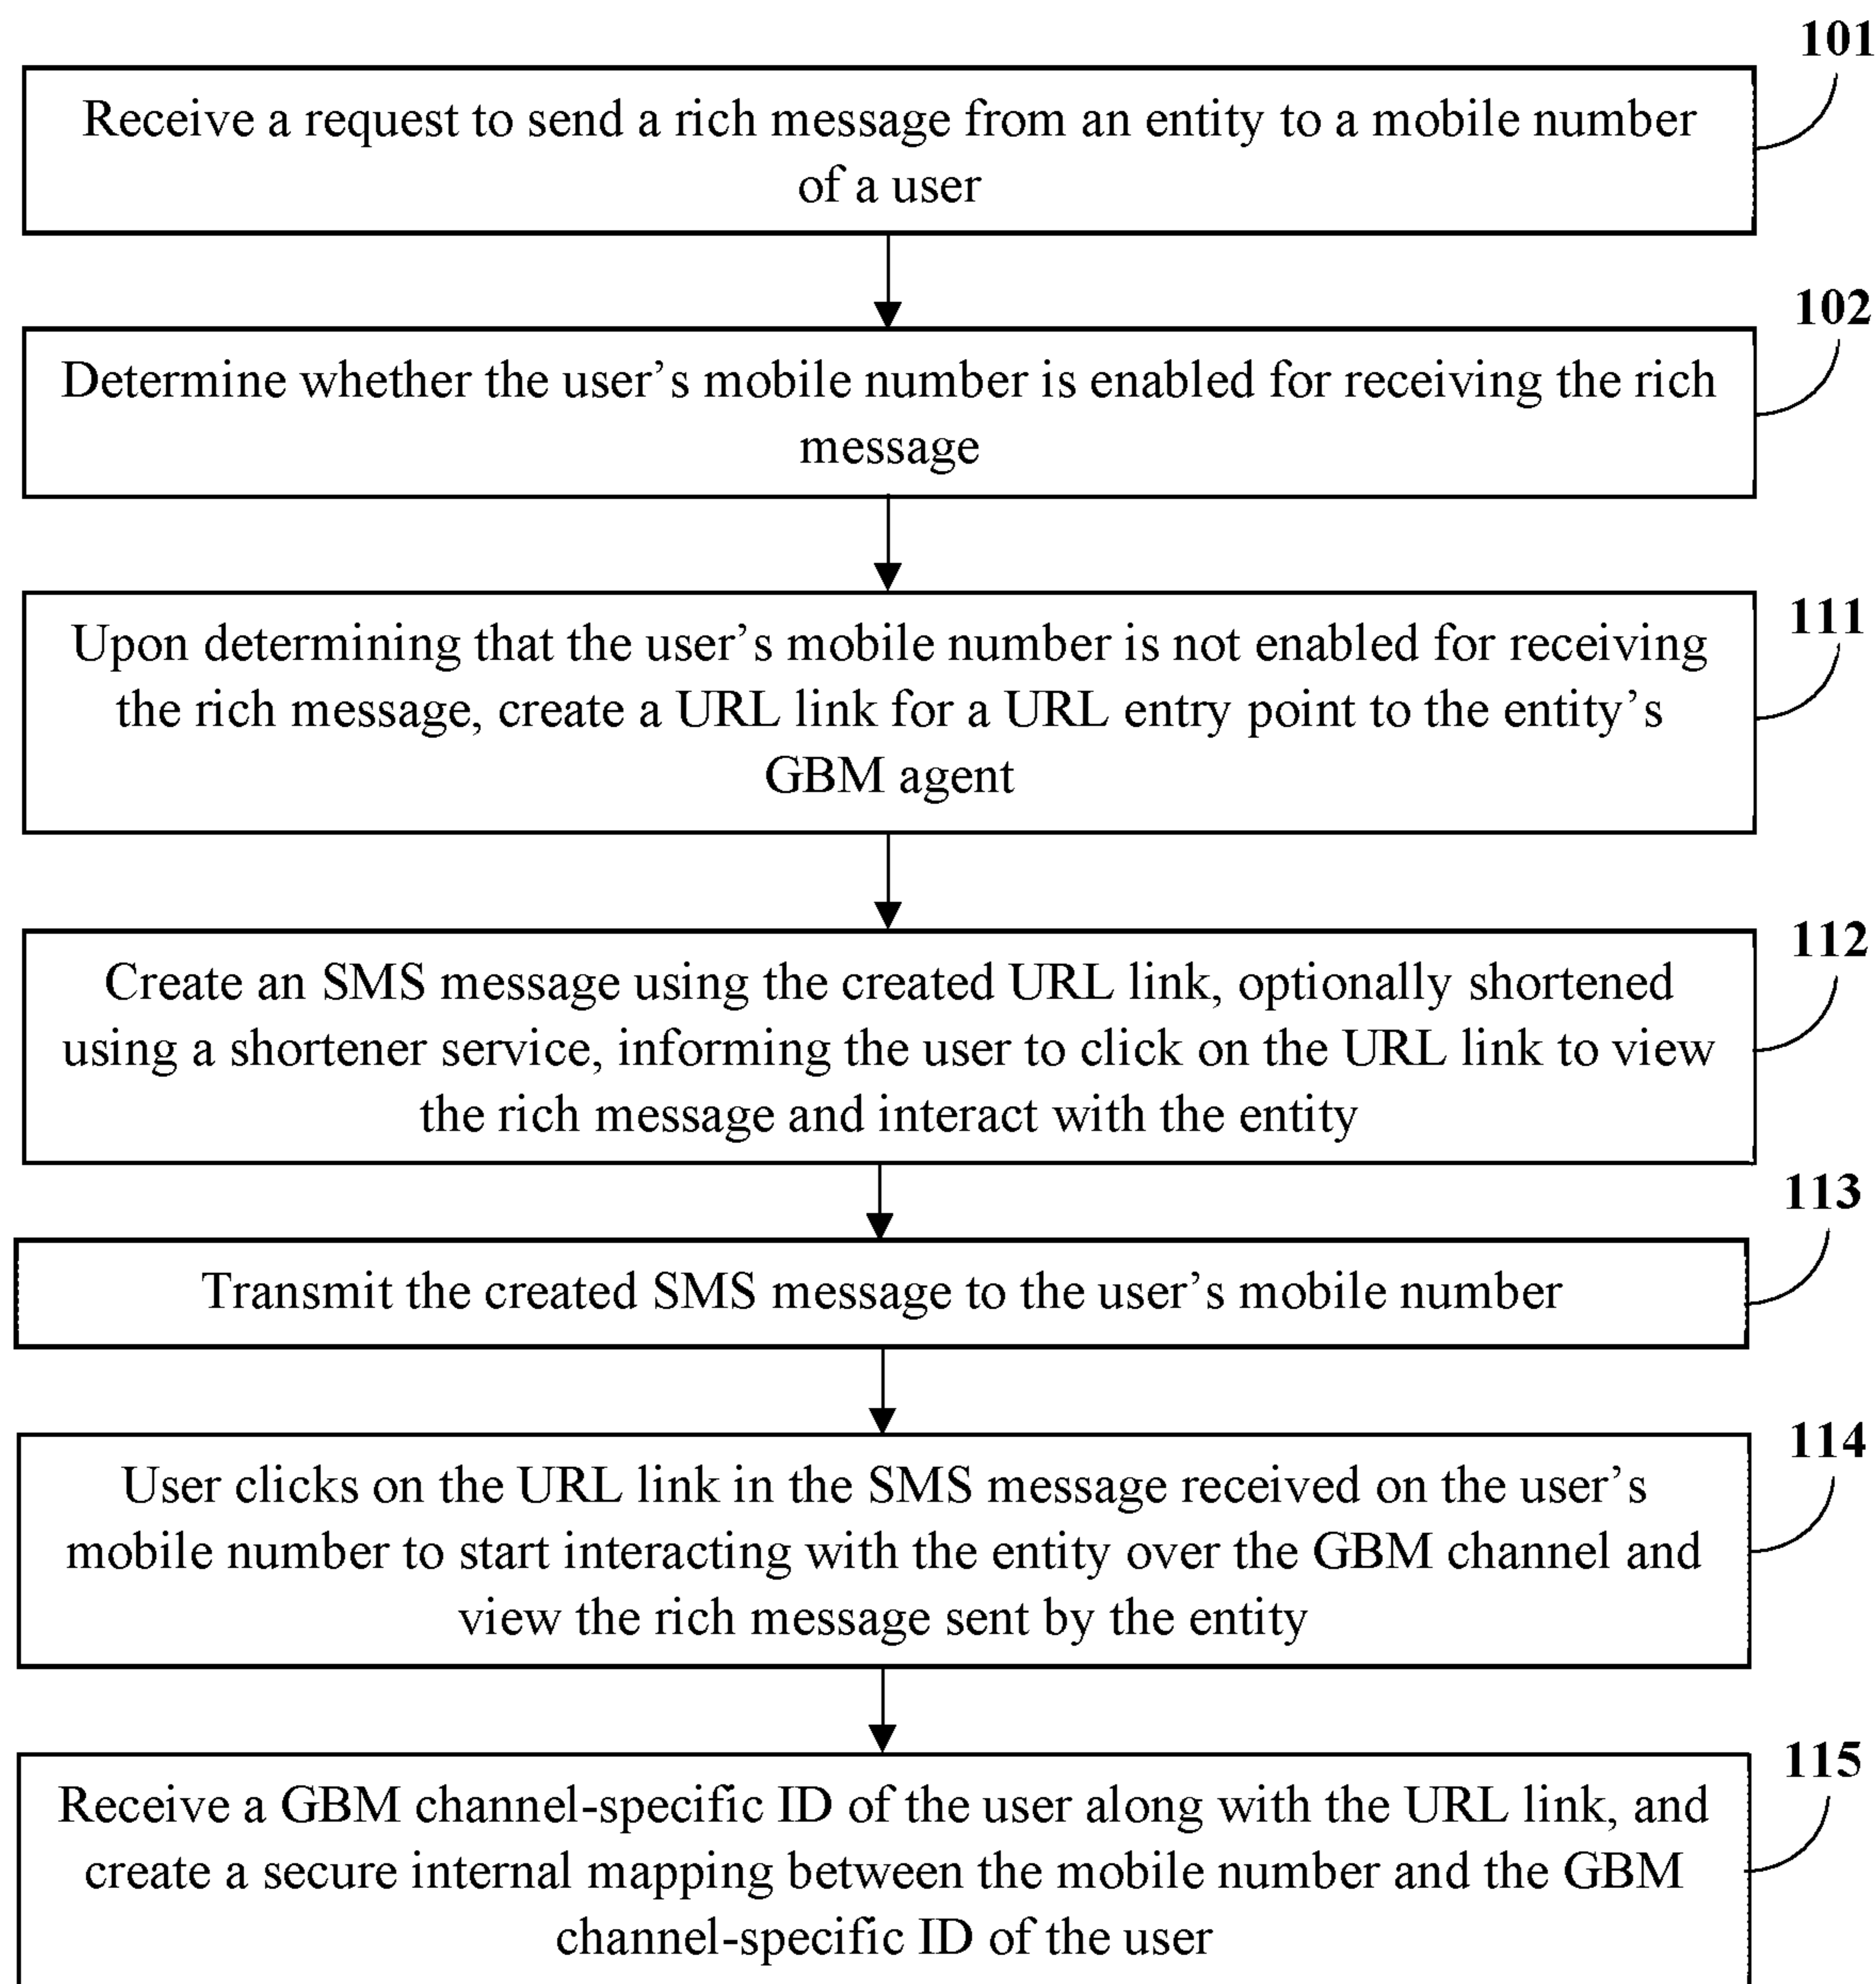 101
Receive a request to send a rich message from an entity to a mobile number
of a user
102
Determine whether the user’s mobile number is enabled for receiving the rich
message
111
Upon determining that the user’s mobile number is not enabled for receiving
the rich message, create a URL link for a URL entry point to the entity’s
GBM agent
112
Create an SMS message using the created URL link, optionally shortened
using a shortener service, informing the user to click on the URL link to view
the rich message and interact with the entity
113
Transmit the created SMS message to the user’s mobile number
114
User clicks on the URL link in the SMS message received on the user’s
mobile number to start interacting with the entity over the GBM channel and
view the rich message sent by the entity
115
Receive a GBM channel-specific ID of the user along with the URL link, and
create a secure internal mapping between the mobile number and the GBM
channel-specific ID of the user